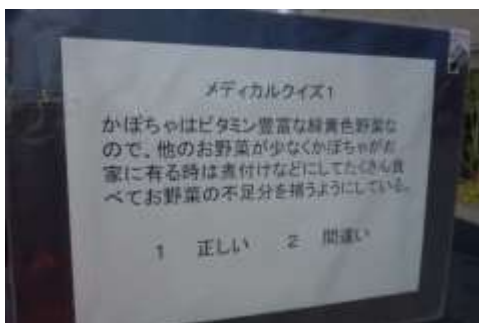 メディカルクイズ1
かぼちゃはビタミン豊富な緑黄色野菜な
ので、他のお野菜が少なくかぼちゃがお
家に有る時は煮付けなどにしてたくさん食
べてお野菜の不足分を補うようにしている。
1 正しい 2 間違い